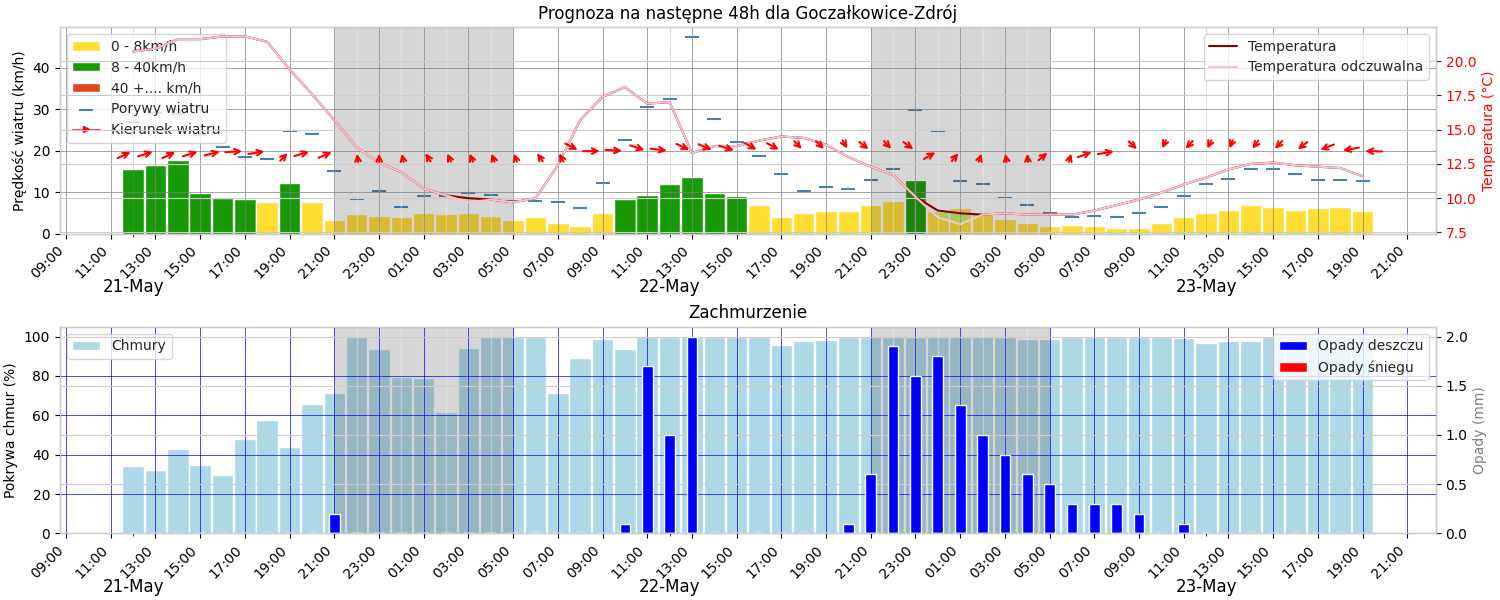 Prognoza na następne 48h dla Goczałkowice-Zdrój
Prędkość wiatru (km/h)
40
30
20
10
0
0 - 8km/h
8 - 40km/h
40 +.... km/h
Porywy wiatru
Kierunek wiatru
Temperatura
Temperatura odczuwalna
20.0
17.5
15.0
12.5
10.0
7.5
Temperatura (°C)
09:00 11:00 13:00 15:00 17:00 19:00 21:00 23:00 01:00 03:00 05:00 07:00 09:00 11:00 13:00 15:00 17:00 19:00 21:00 23:00 01:00 03:00 05:00 07:00 09:00 11:00 13:00 15:00 17:00 19:00 21:00
21-May 22-May 23-May
Zachmurzenie
Pokrywa chmur (%)
100
80
60
40
20
0
Chmury
Opady deszczu
Opady śniegu
2.0
1.5
1.0
0.5
0.0
Opady (mm)
09:00 11:00 13:00 15:00 17:00 19:00 21:00 23:00 01:00 03:00 05:00 07:00 09:00 11:00 13:00 15:00 17:00 19:00 21:00 23:00 01:00 03:00 05:00 07:00 09:00 11:00 13:00 15:00 17:00 19:00 21:00
21-May 22-May 23-May